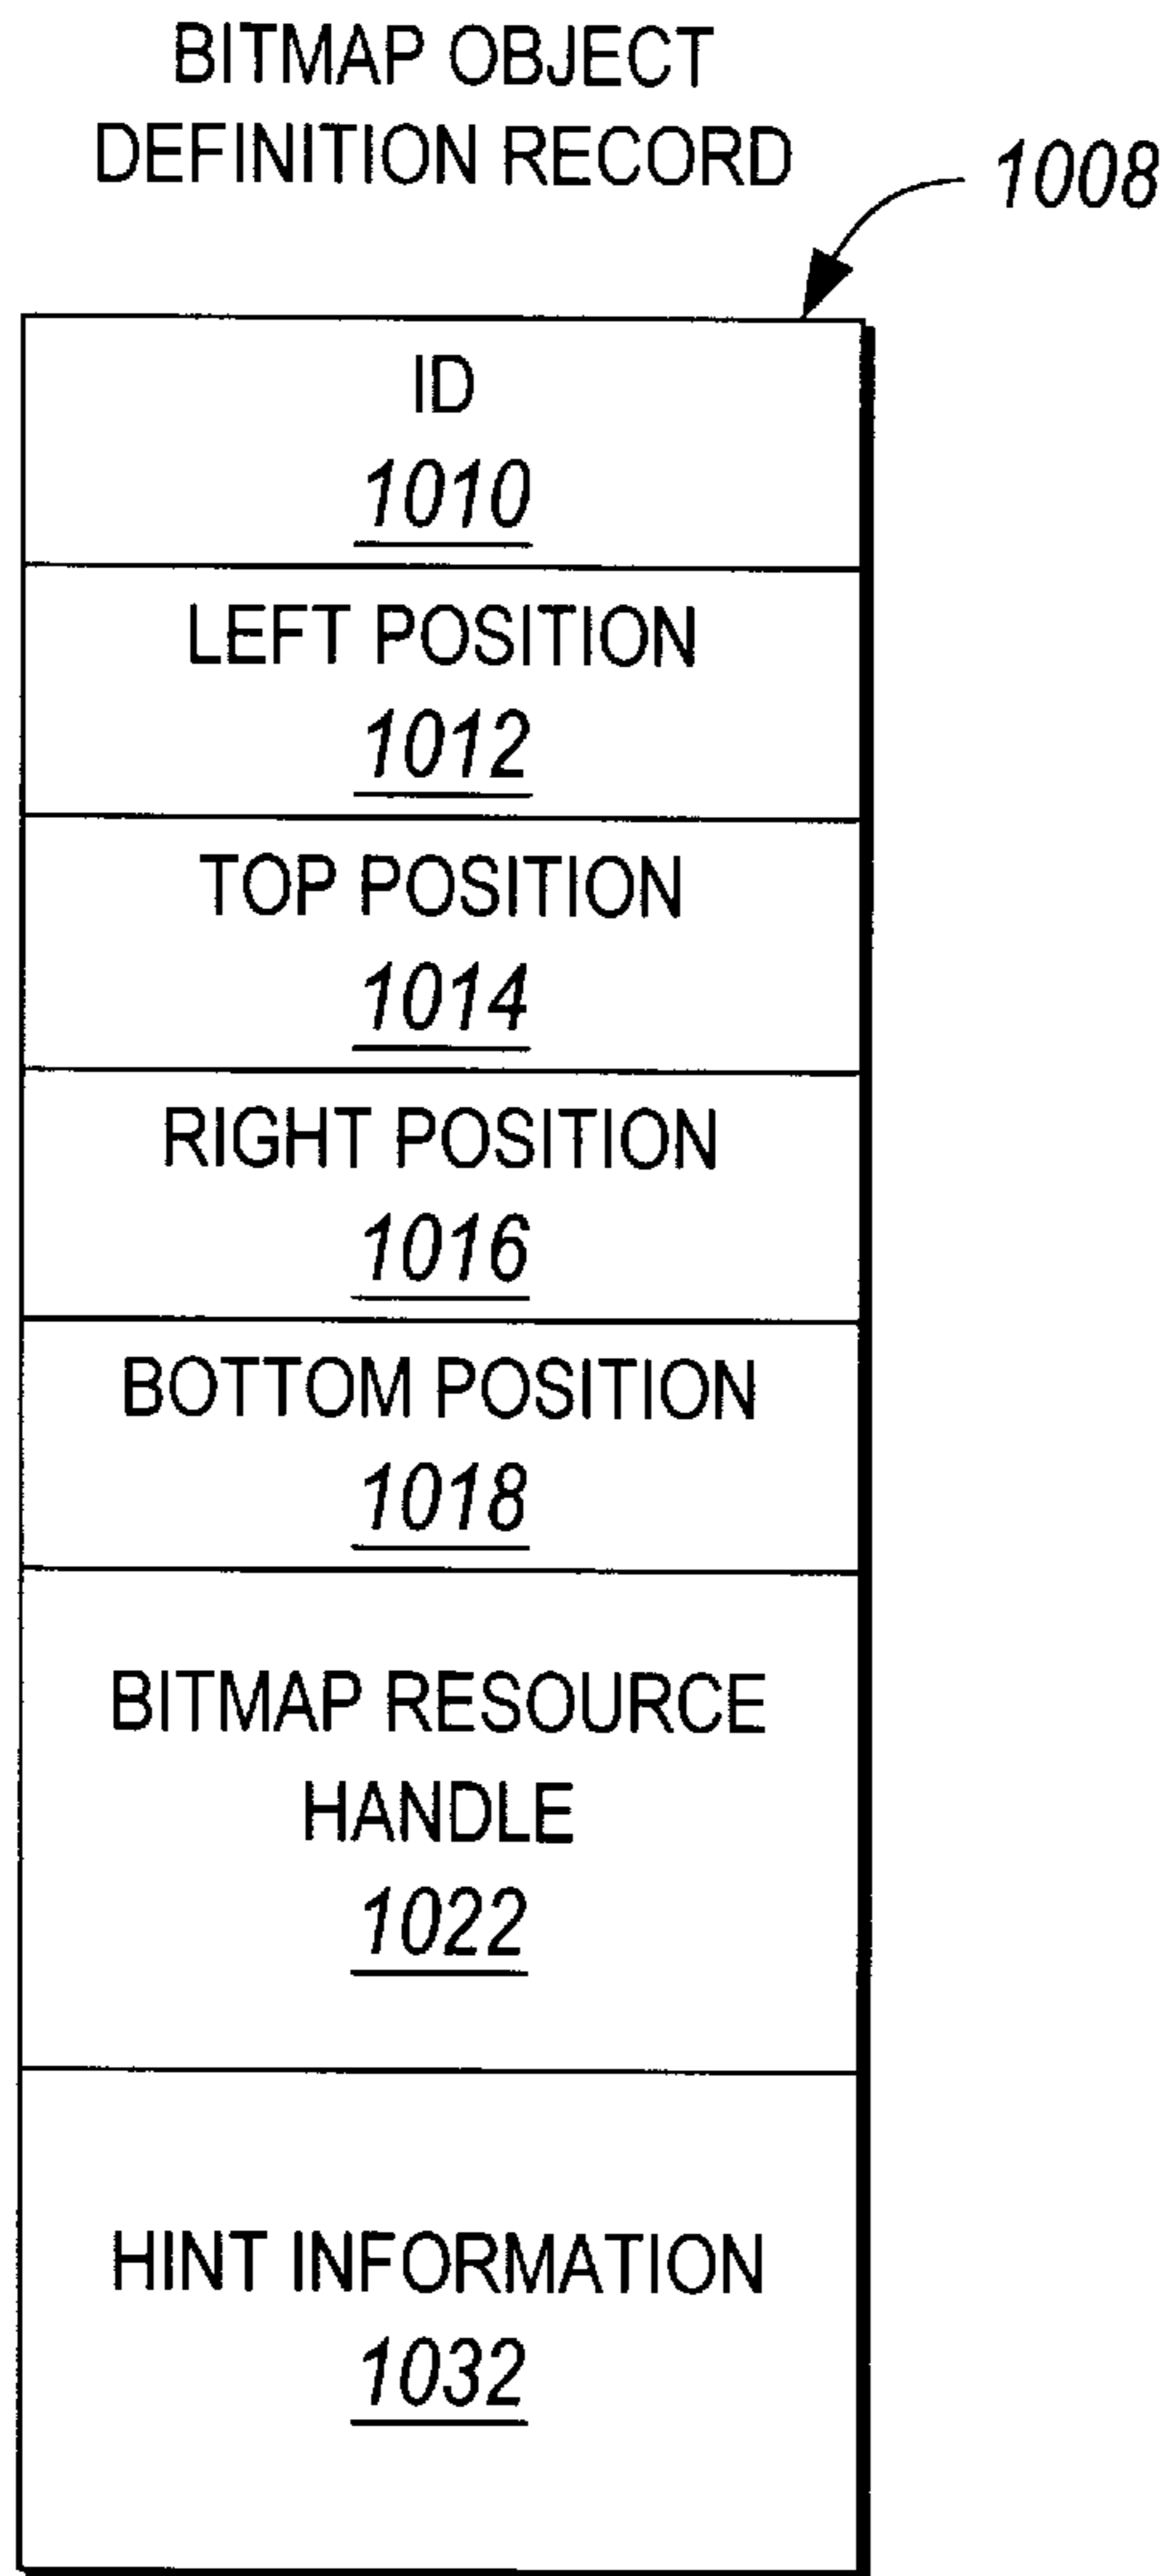 BITMAP OBJECT
DEFINITION RECORD
1008
ID
1010
LEFT POSITION
1012
TOP POSITION
1014
RIGHT POSITION
1016
BOTTOM POSITION
1018
BITMAP RESOURCE
HANDLE
1022
HINT INFORMATION
1032